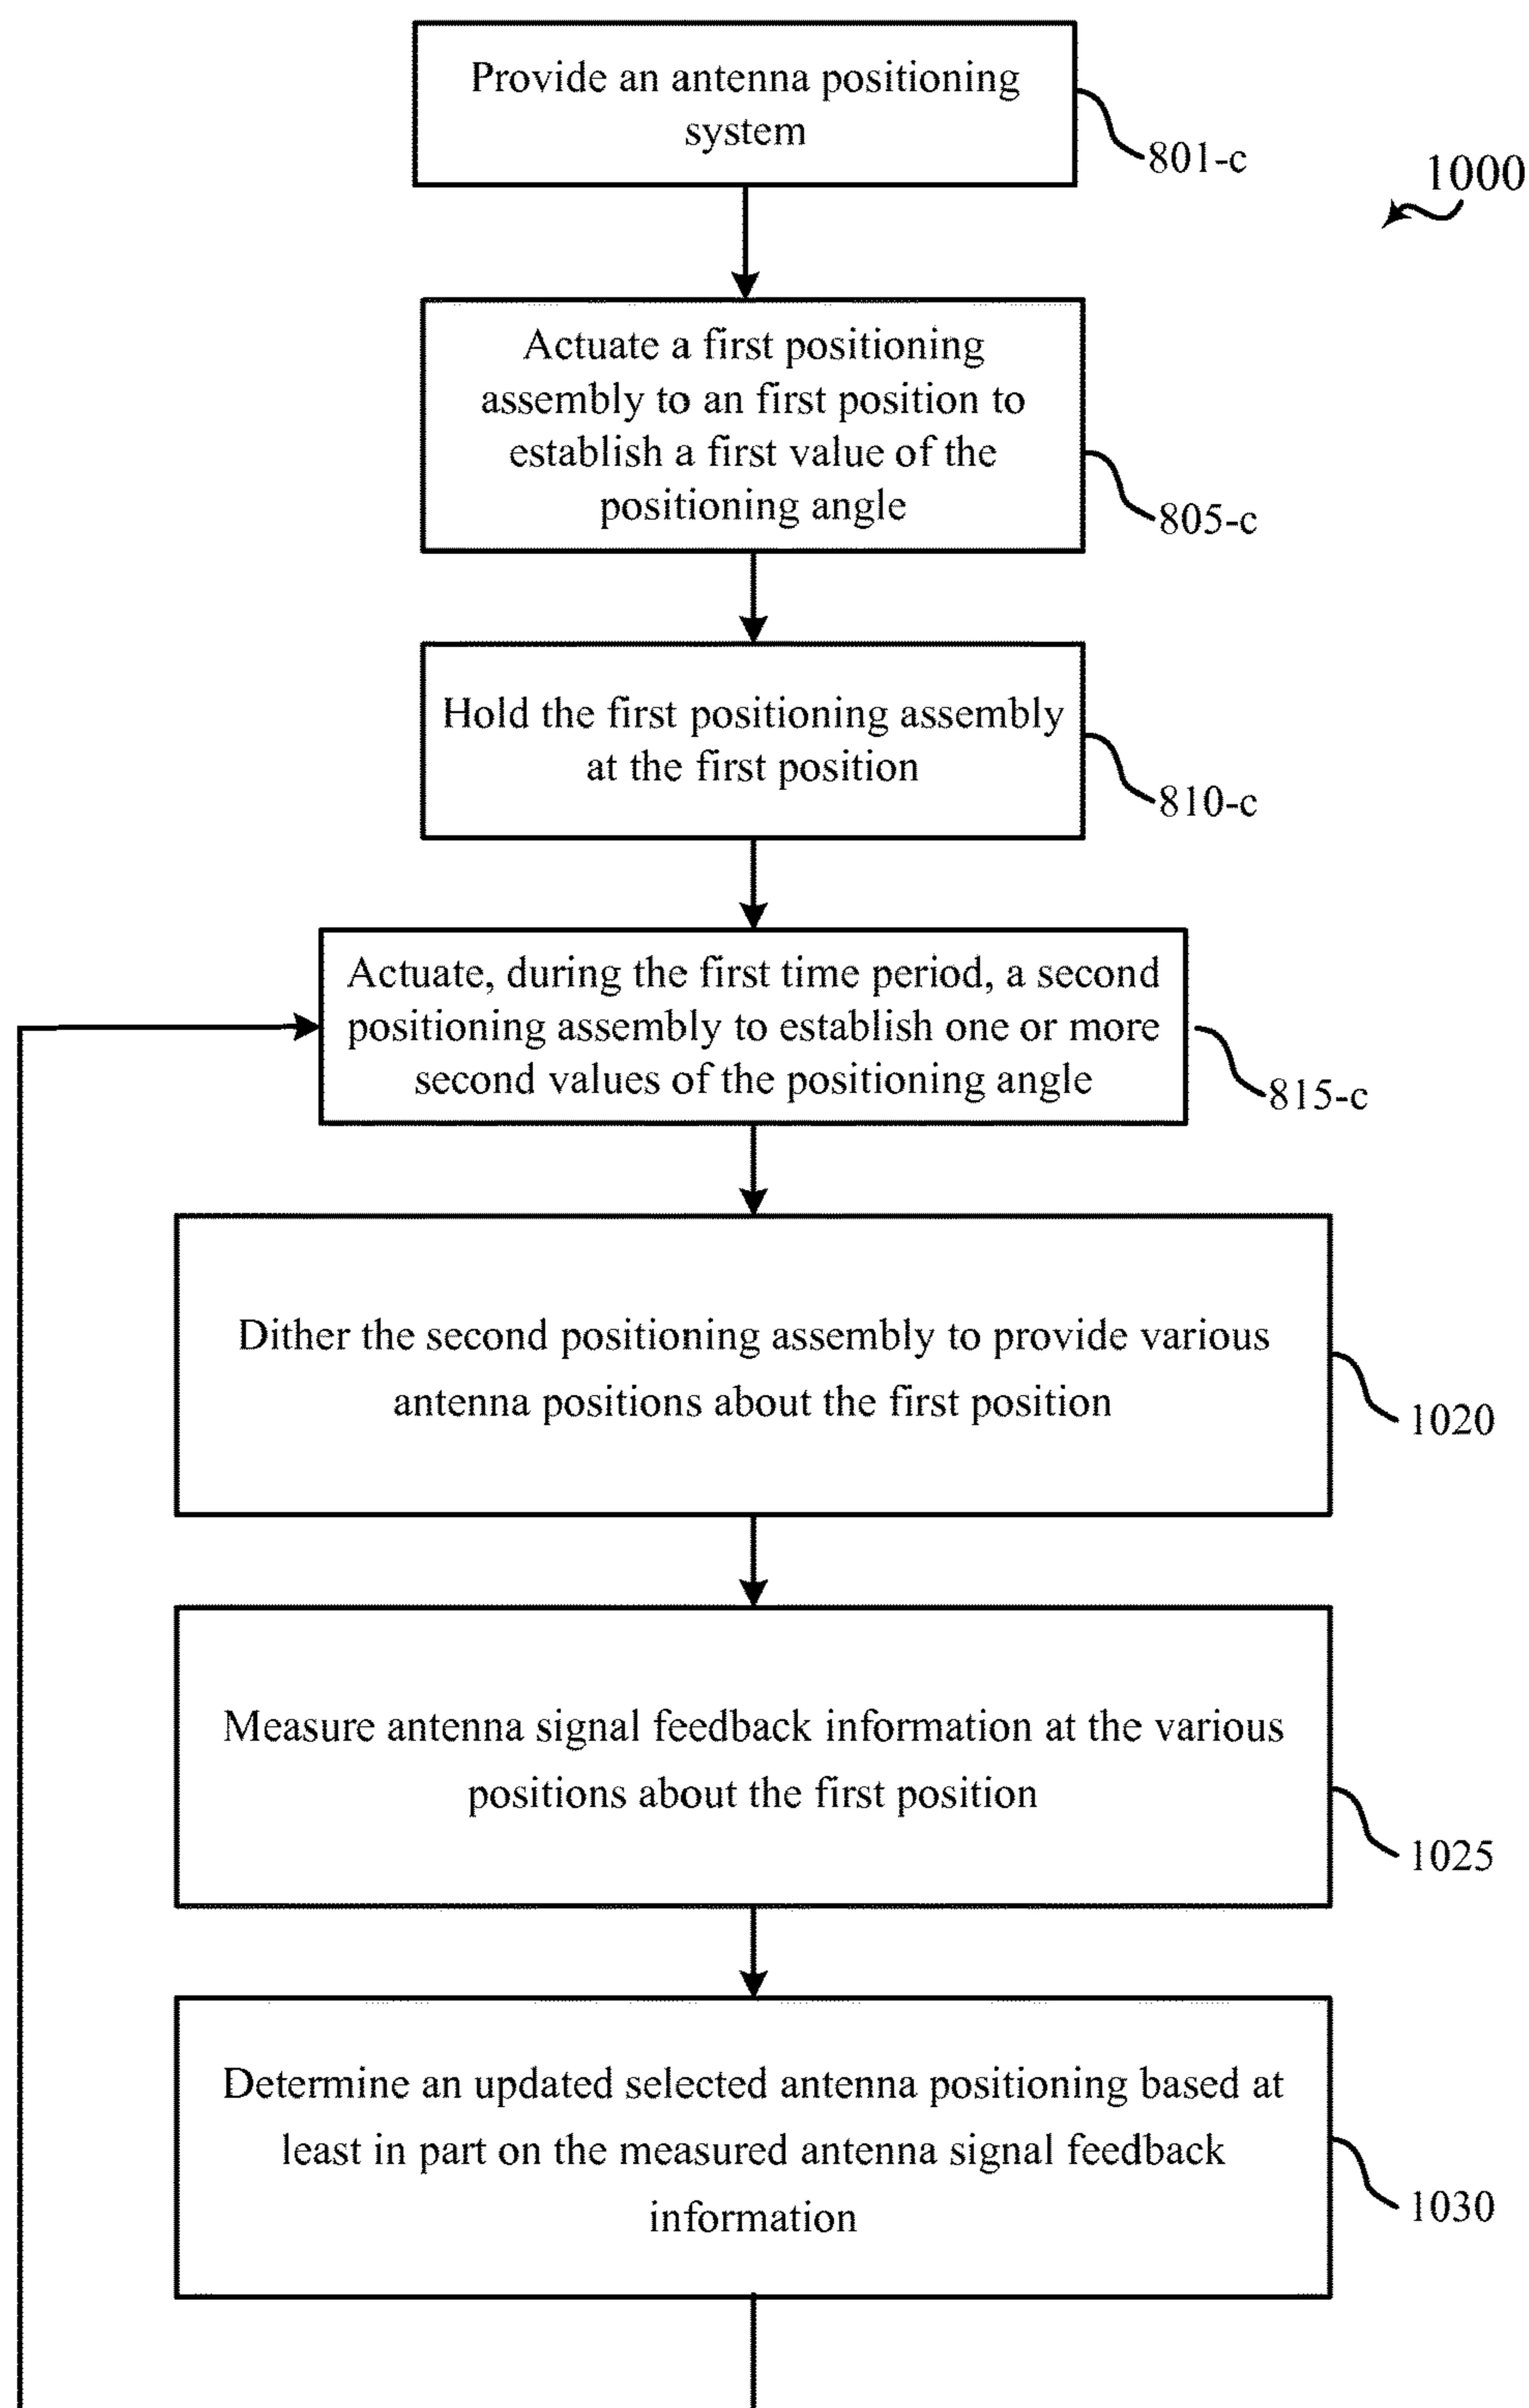 Provide an antenna positioning
system
801-c
1000
Actuate a first positioning
assembly to an first position to
establish a first value of the
positioning angle
805-c
Hold the first positioning assembly
at the first position
810-c
Actuate, during the first time period, a second
positioning assembly to establish one or more
second values of the positioning angle
815-c
Dither the second positioning assembly to provide various
antenna positions about the first position
1020
Measure antenna signal feedback information at the various
positions about the first position
1025
Determine an updated selected antenna positioning based at
least in part on the measured antenna signal feedback
information
1030